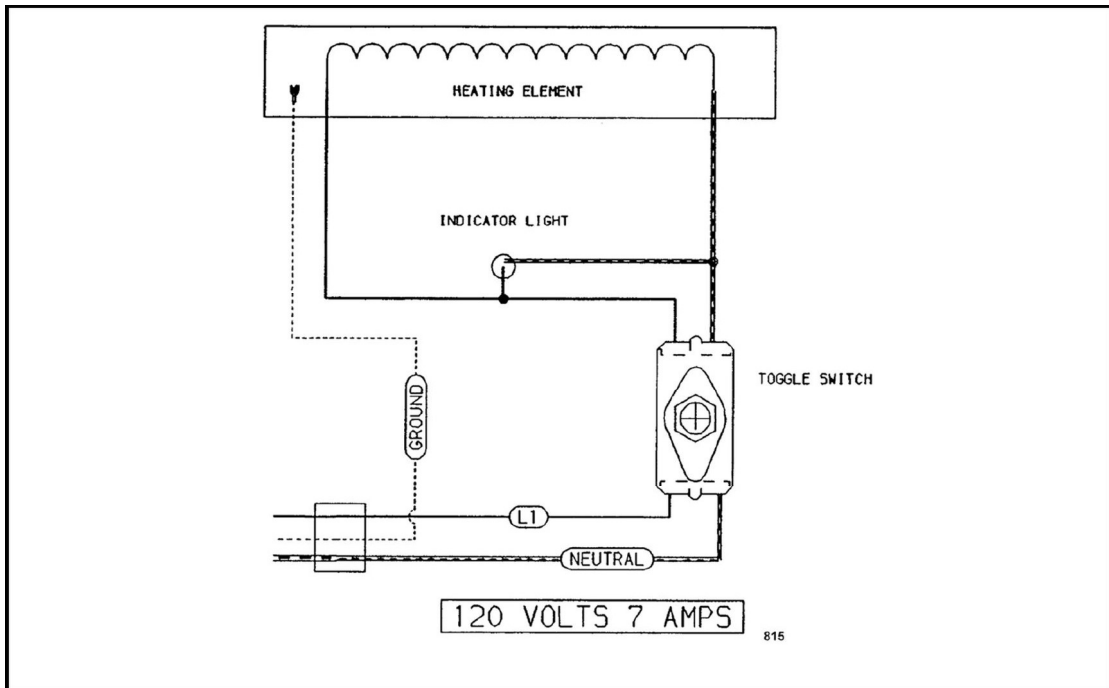 HEATING ELEMENT
INDICATOR LIGHT
TOGGLE SWITCH
GROUND
L1
NEUTRAL
120 VOLTS 7 AMPS
815